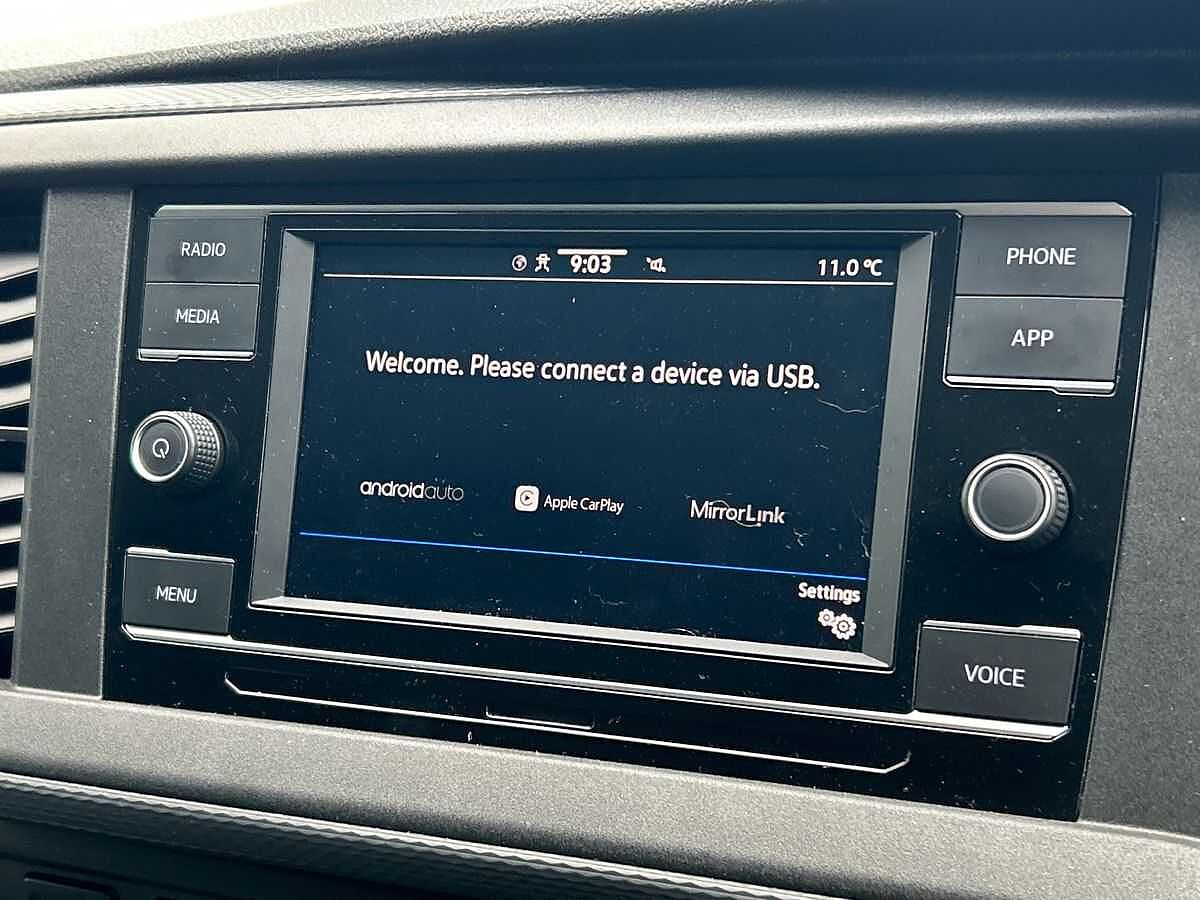 RADIO
MEDIA
MENU
9:03
11.0 °C
Welcome. Please connect a device via USB.
androidauto
Apple CarPlay
MirrorLink
Settings
PHONE
APP
VOICE